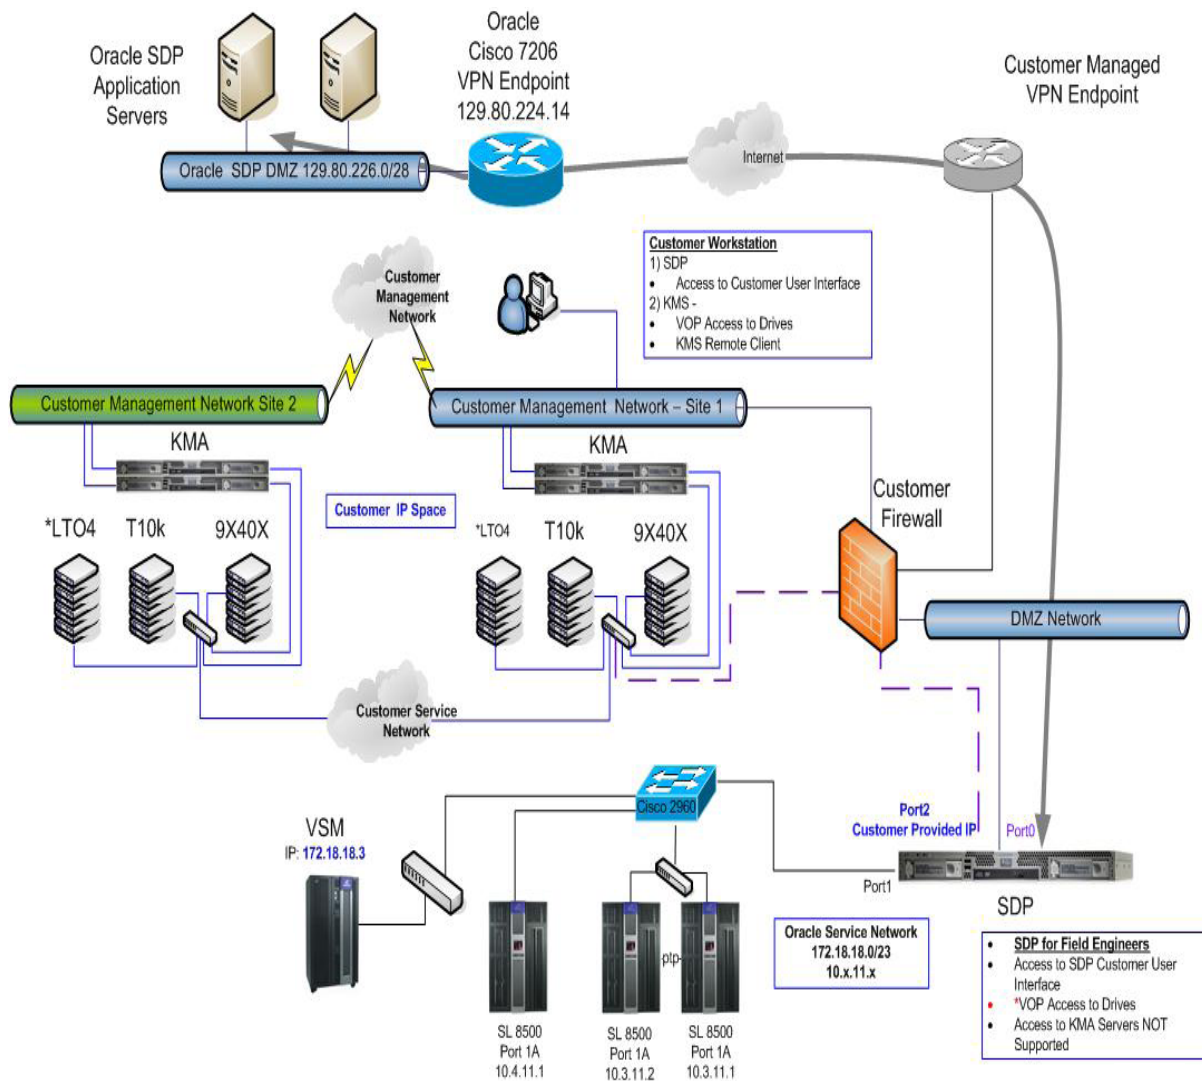 Oracle SDP
Application
Servers
Oracle
Cisco 7206
VPN Endpoint
129.80.224.14
Customer Managed
VPN Endpoint
Internet
Oracle SDP DMZ 129.80.226.0/28
Customer
Management
Network
Customer Workstation
1) SDP
• Access to Customer User Interface
2) KMS -
• VOP Access to Drives
• KMS Remote Client
Customer Management Network Site 2
Customer Management Network – Site 1
KMA
KMA
Customer IP Space
Customer
Firewall
*LTO4
T10k
9X40X
*LTO4
T10k
9X40X
DMZ Network
Customer Service
Network
Cisco 2960
Port2
Customer Provided IP
Port0
VSM
IP: 172.18.18.3
Port1
SDP
Oracle Service Network
172.18.18.0/23
10.x.11.x
• SDP for Field Engineers
• Access to SDP Customer User
Interface
• *VOP Access to Drives
• Access to KMA Servers NOT
Supported
-ptp-
SL 8500
Port 1A
10.4.11.1
SL 8500
Port 1A
10.3.11.2
SL 8500
Port 1A
10.3.11.1